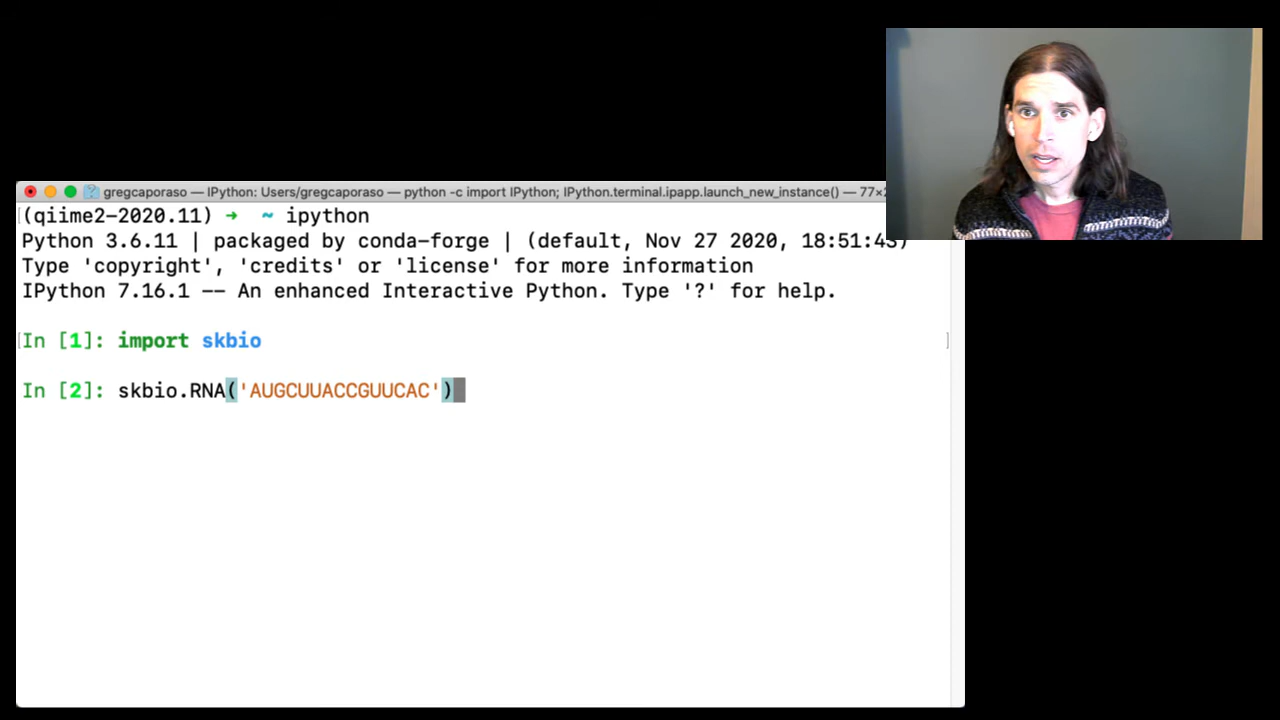 gregcaporaso — IPython: Users/gregcaporaso — python -c import IPython; IPython.terminal.ipapp.launch_new_instance() — 77×2
(qiime2-2020.11) ➜ ~ ipython
Python 3.6.11 | packaged by conda-forge | (default, Nov 27 2020, 18:51:43)
Type 'copyright', 'credits' or 'license' for more information
IPython 7.16.1 -- An enhanced Interactive Python. Type '?' for help.
In [1]: import skbio
In [2]: skbio.RNA('AUGCUUACCGUUCAC')